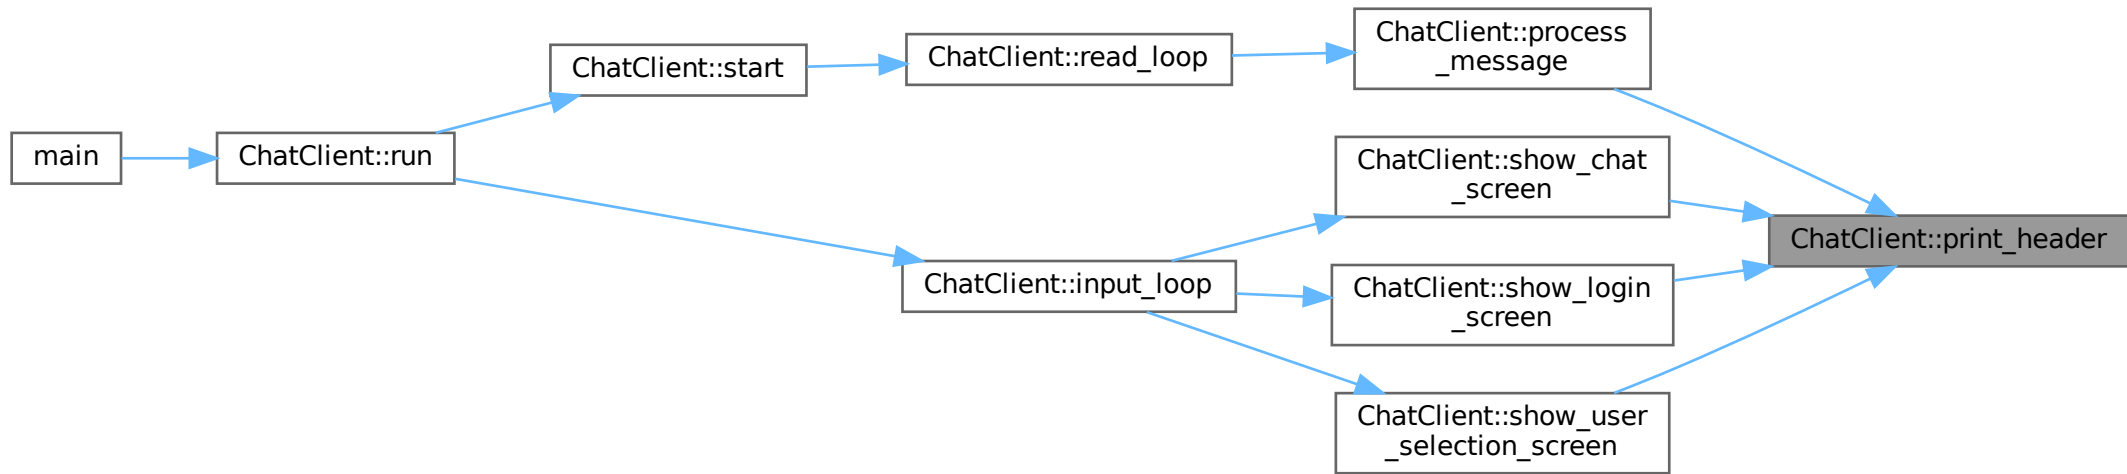 main
ChatClient::run
ChatClient::start
ChatClient::read_loop
ChatClient::process
_message
ChatClient::input_loop
ChatClient::show_chat
_screen
ChatClient::show_login
_screen
ChatClient::show_user
_selection_screen
ChatClient::print_header